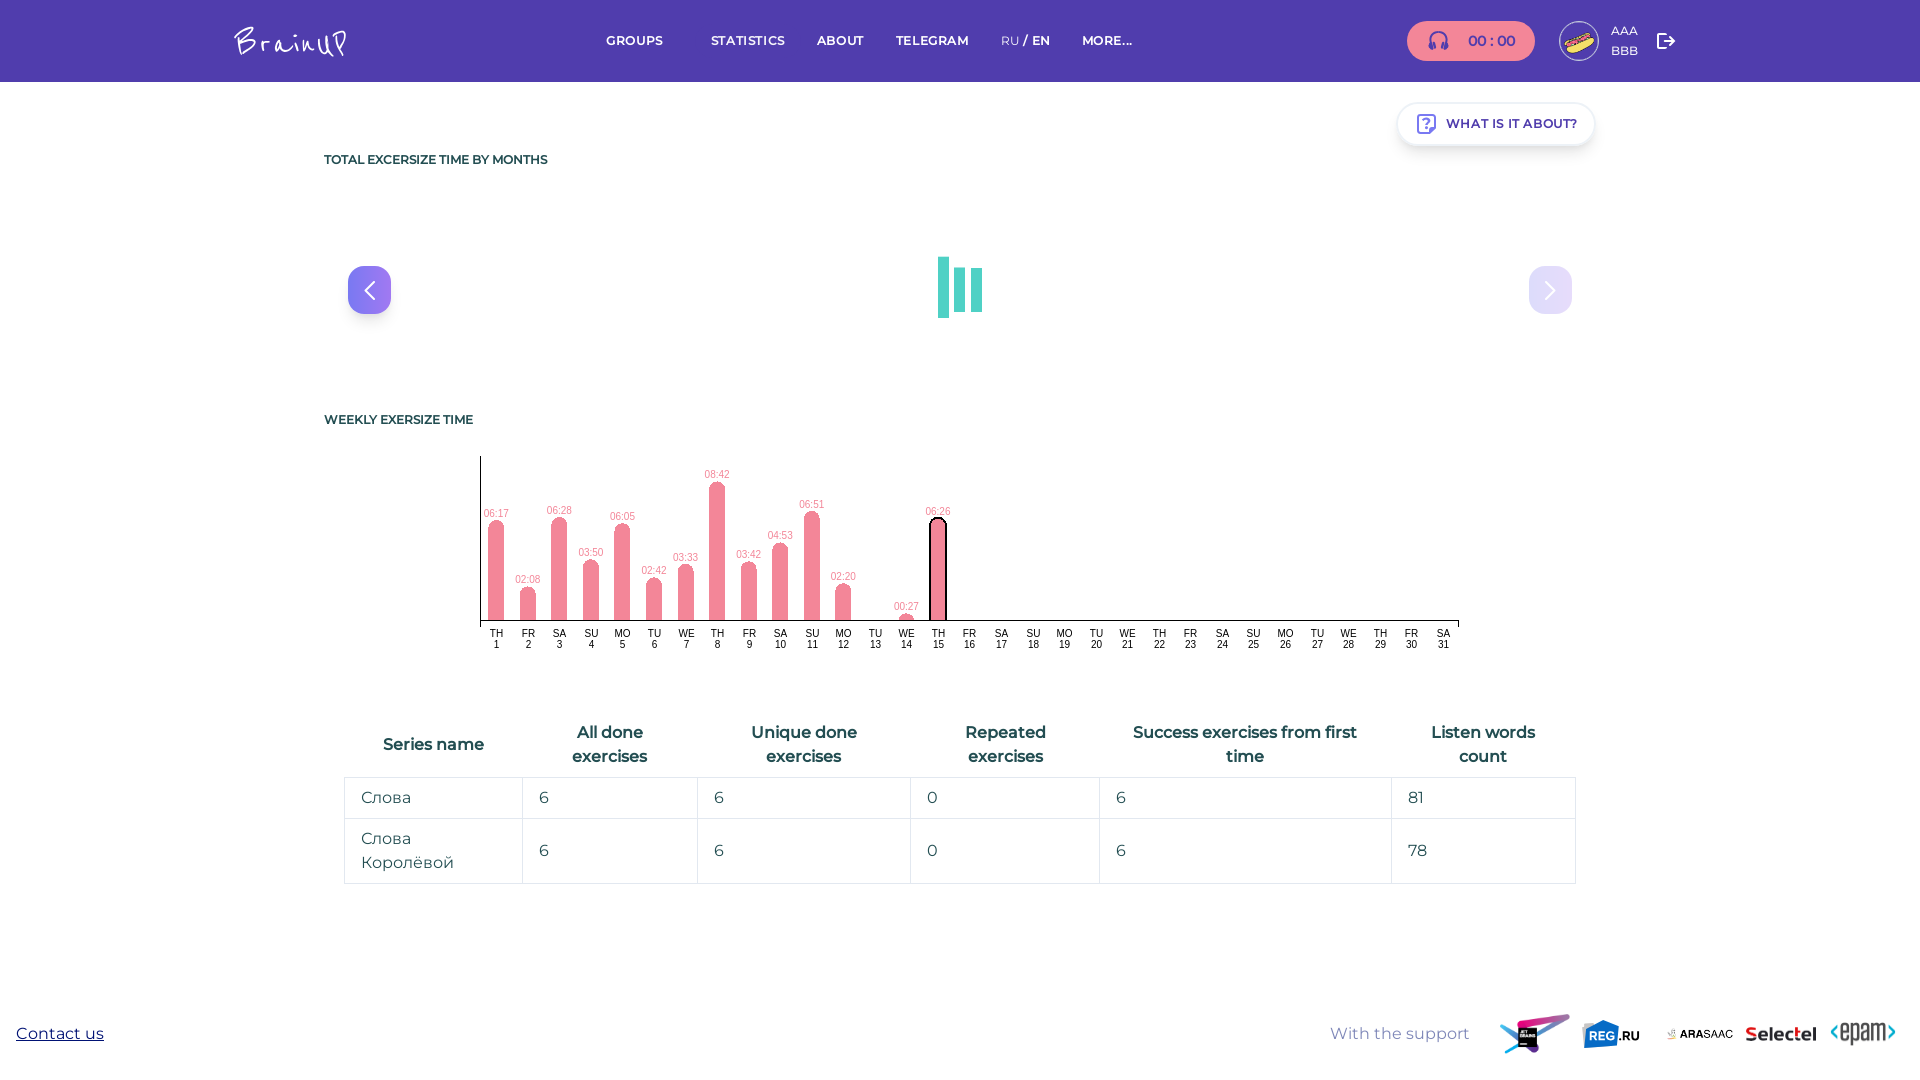 BrainUP
GROUPS STATISTICS ABOUT TELEGRAM RU / EN MORE...
00 : 00
AAA
BBB
WHAT IS IT ABOUT?
TOTAL EXCERSIZE TIME BY MONTHS
WEEKLY EXERSIZE TIME
06:17 02:08 06:28 03:50 06:05 02:42 03:33 08:42 03:42 04:53 06:51 02:20 00:27 06:26
TH FR SA SU MO TU WE TH FR SA SU MO TU WE TH FR SA SU MO TU WE TH FR SA SU MO TU WE TH FR SA
1 2 3 4 5 6 7 8 9 10 11 12 13 14 15 16 17 18 19 20 21 22 23 24 25 26 27 28 29 30 31
Series name
All done
exercises
Unique done
exercises
Repeated
exercises
Success exercises from first
time
Listen words
count
Слова 6 6 0 6 81
Слова
Королёвой
6 6 0 6 78
Contact us
With the support
REG.RU
ARASAAC
Selectel
<epam>